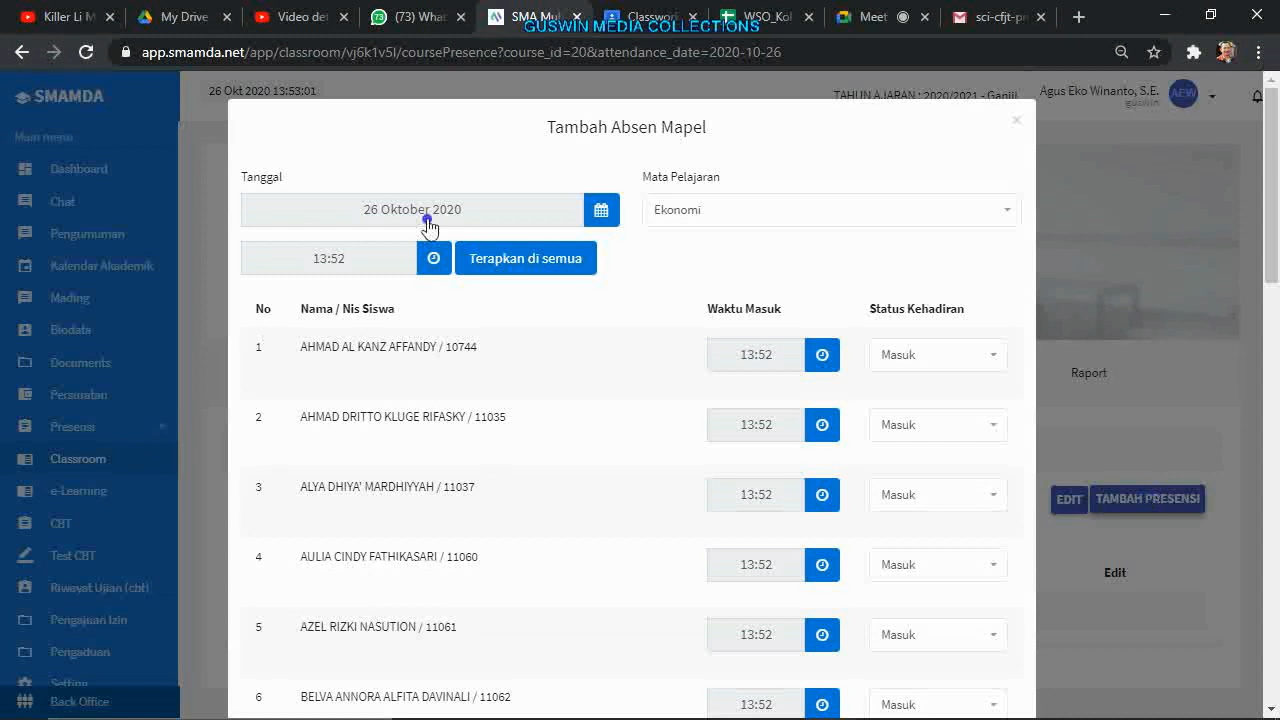 Killer Li M
My Drive
Video det
(73) What
SMA Mu
Classwork
WSO_Kol
Meet
sci-cfjt-pr
GUSWIN MEDIA COLLECTIONS
app.smamda.net/app/classroom/vj6k1v5l/coursePresence?course_id=20&attendance_date=2020-10-26
SMAMDA
26 Okt 2020 13:53:01
TAHUN AJARAN : 2020/2021 - Ganjil
Agus Eko Winanto, S.E.
guswin
AEW
Main menu
Dashboard
Chat
Pengumuman
Kalendar Akademik
Mading
Biodata
Documents
Perswatan
Presensi
Classroom
e-Learning
CBT
Test CBT
Riwayat Ujian (cbt)
Pengajuan Izin
Pengaduan
Setting
Back Office
Tambah Absen Mapel
×
Tanggal
Mata Pelajaran
26 Oktober 2020
Ekonomi
13:52
Terapkan di semua
No
Nama / Nis Siswa
Waktu Masuk
Status Kehadiran
1
AHMAD AL KANZ AFFANDY / 10744
13:52
Masuk
2
AHMAD DRITTO KLUGE RIFASDY / 11035
13:52
Masuk
3
ALYA DHIYA' MARDHIYYAH /
13:52
Masuk
4
AULIA CINDY FATHIKASARI / 11060
13:52
Masuk
5
AZEL RIZKI NASUTION / 11061
13:52
Masuk
6
BELVA ANNORA ALFITA DAVINA / 11062
13:52
Masuk
Raport
EDIT
TAMBAH PRESENSI
Edit